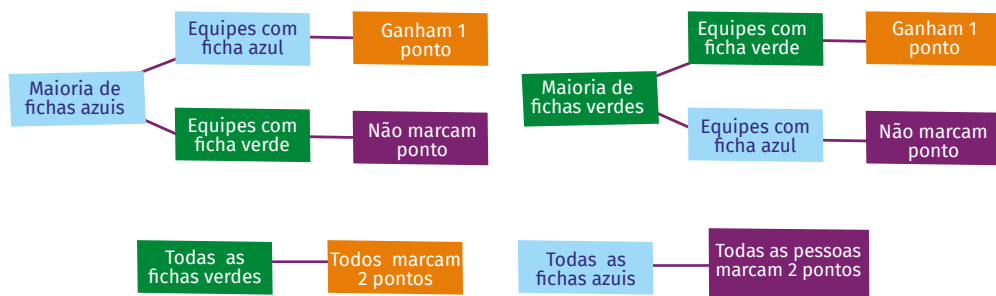 Maioria de
fichas azuis
Equipes com
ficha azul
Ganham 1
ponto
Equipes com
ficha verde
Não marcam
ponto
Maioria de
fichas verdes
Equipes com
ficha verde
Ganham 1
ponto
Equipes com
ficha azul
Não marcam
ponto
Todas as
fichas verdes
Todos marcam
2 pontos
Todas as
fichas azuis
Todas as pessoas
marcam 2 pontos